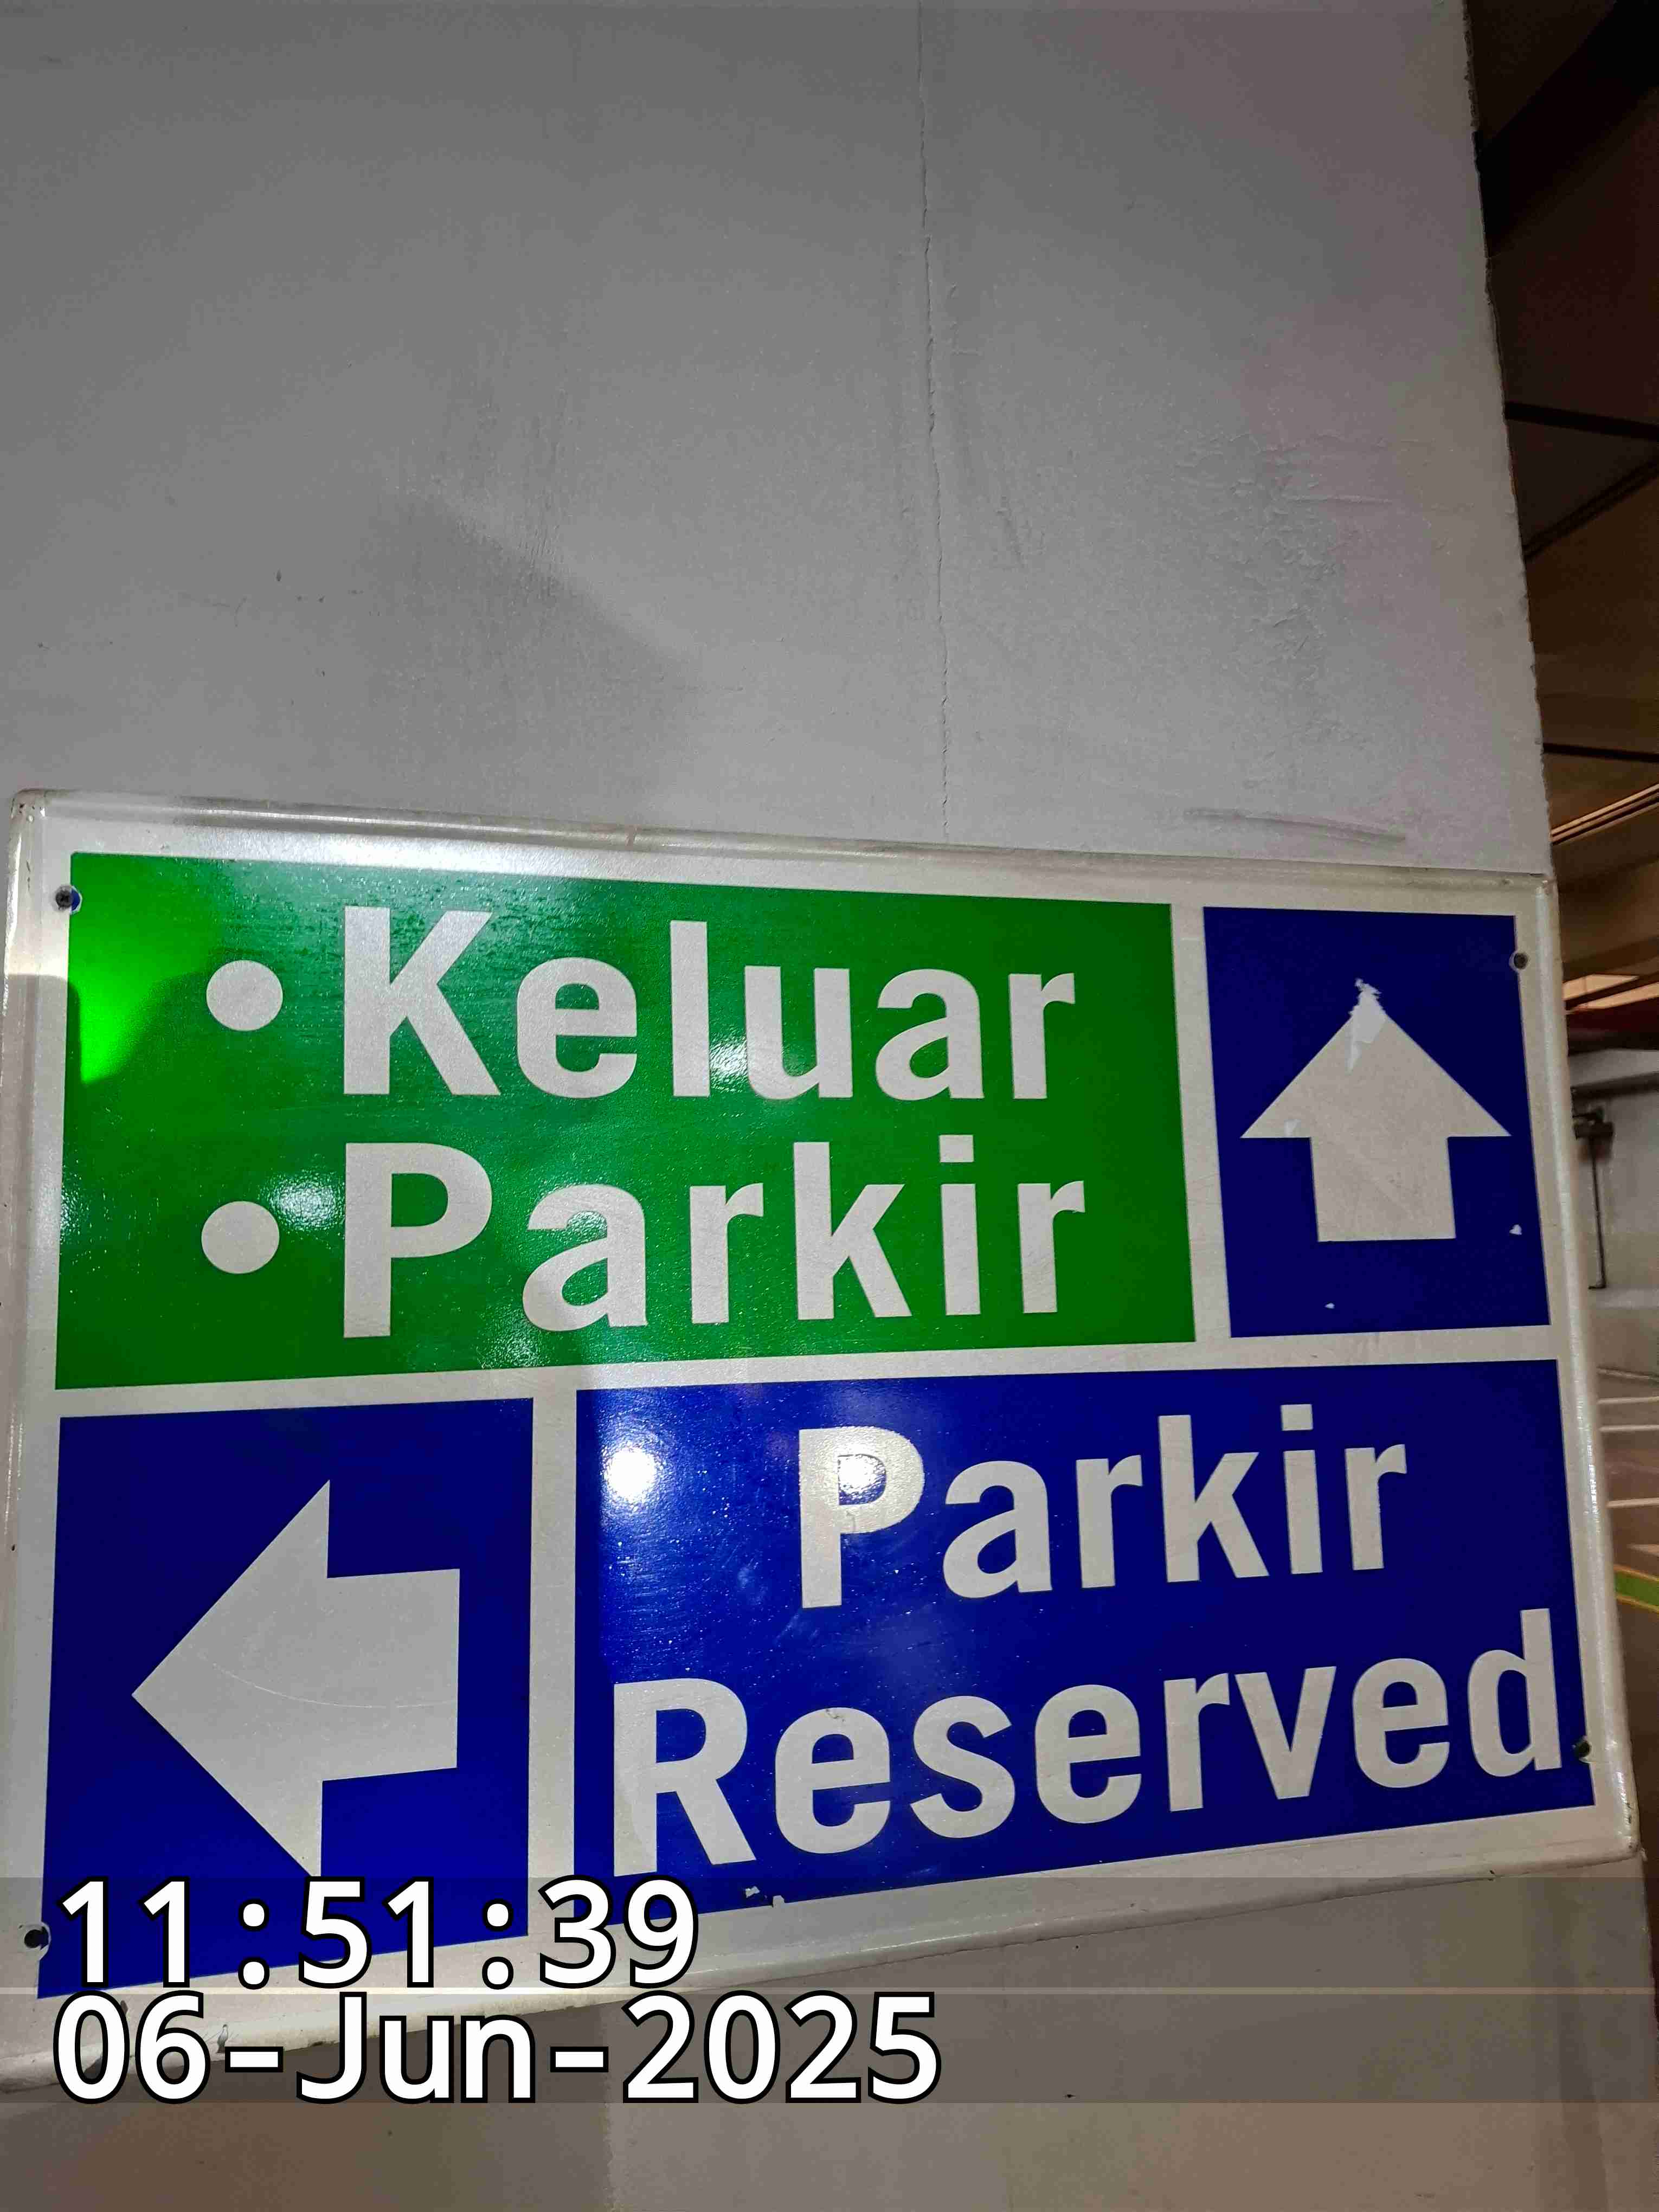 •Keluar
•Parkir
Parkir
Reserved
11:51:39
06-Jun-2025